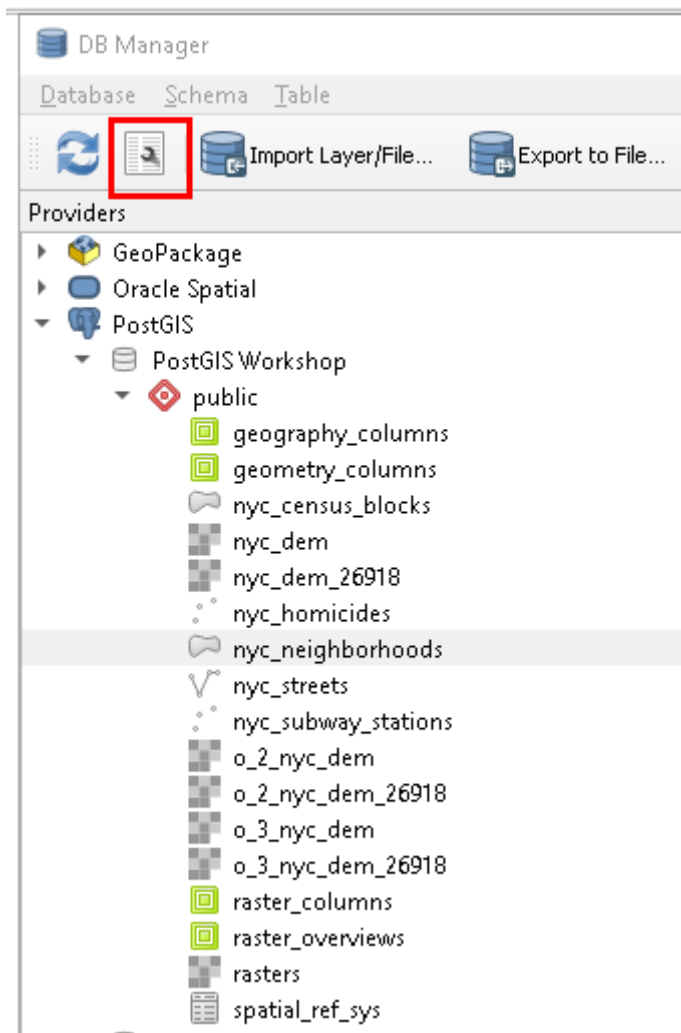 DB Manager
Database Schema Table
Import Layer/File... Export to File...
Providers
GeoPackage
Oracle Spatial
PostGIS
PostGIS Workshop
public
geography_columns
geometry_columns
nyc_census_blocks
nyc_dem
nyc_dem_26918
nyc_homicides
nyc_neighborhoods
nyc_streets
nyc_subway_stations
o_2_nyc_dem
o_2_nyc_dem_26918
o_3_nyc_dem
o_3_nyc_dem_26918
raster_columns
raster_overviews
rasters
spatial_ref_sys